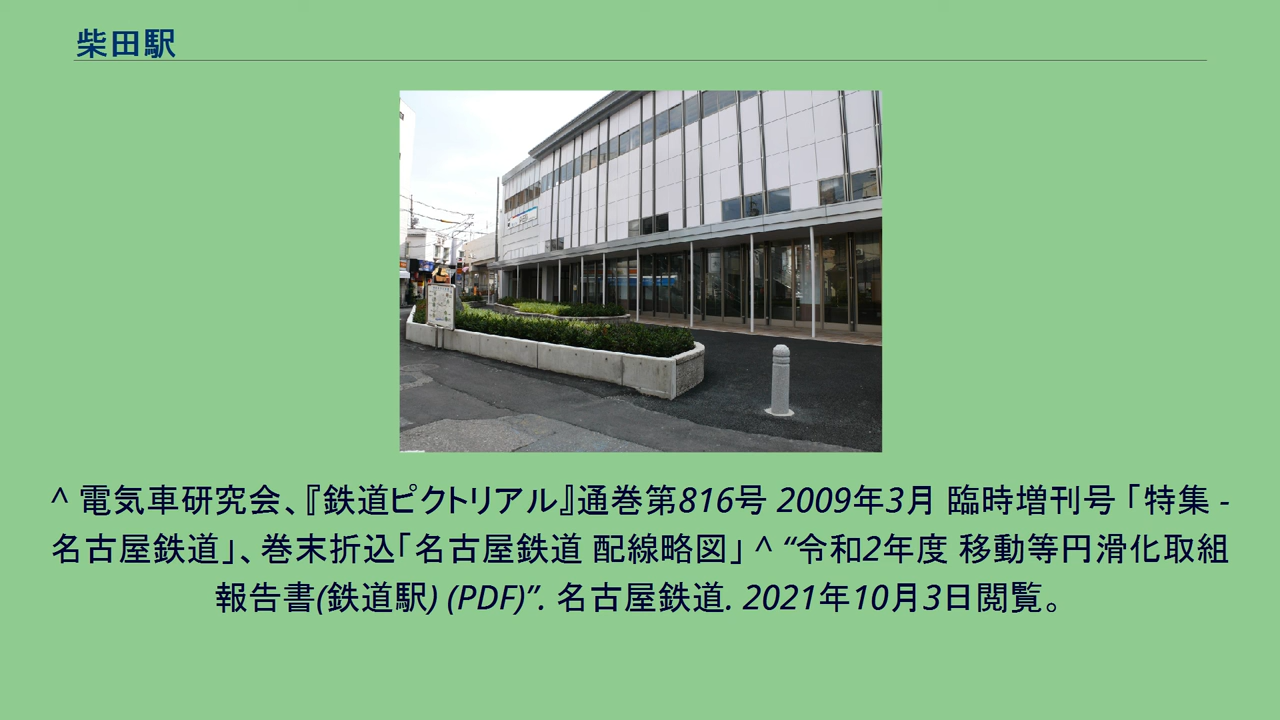 柴田駅
^ 電気車研究会、『鉄道ピクトリアル』通巻第816号 2009年3月 臨時増刊号「特集 -
名古屋鉄道」、巻末折込「名古屋鉄道 配線略図」 ^ “令和2年度 移動等円滑化取組
報告書(鉄道駅) (PDF)”. 名古屋鉄道. 2021年10月3日閲覧。